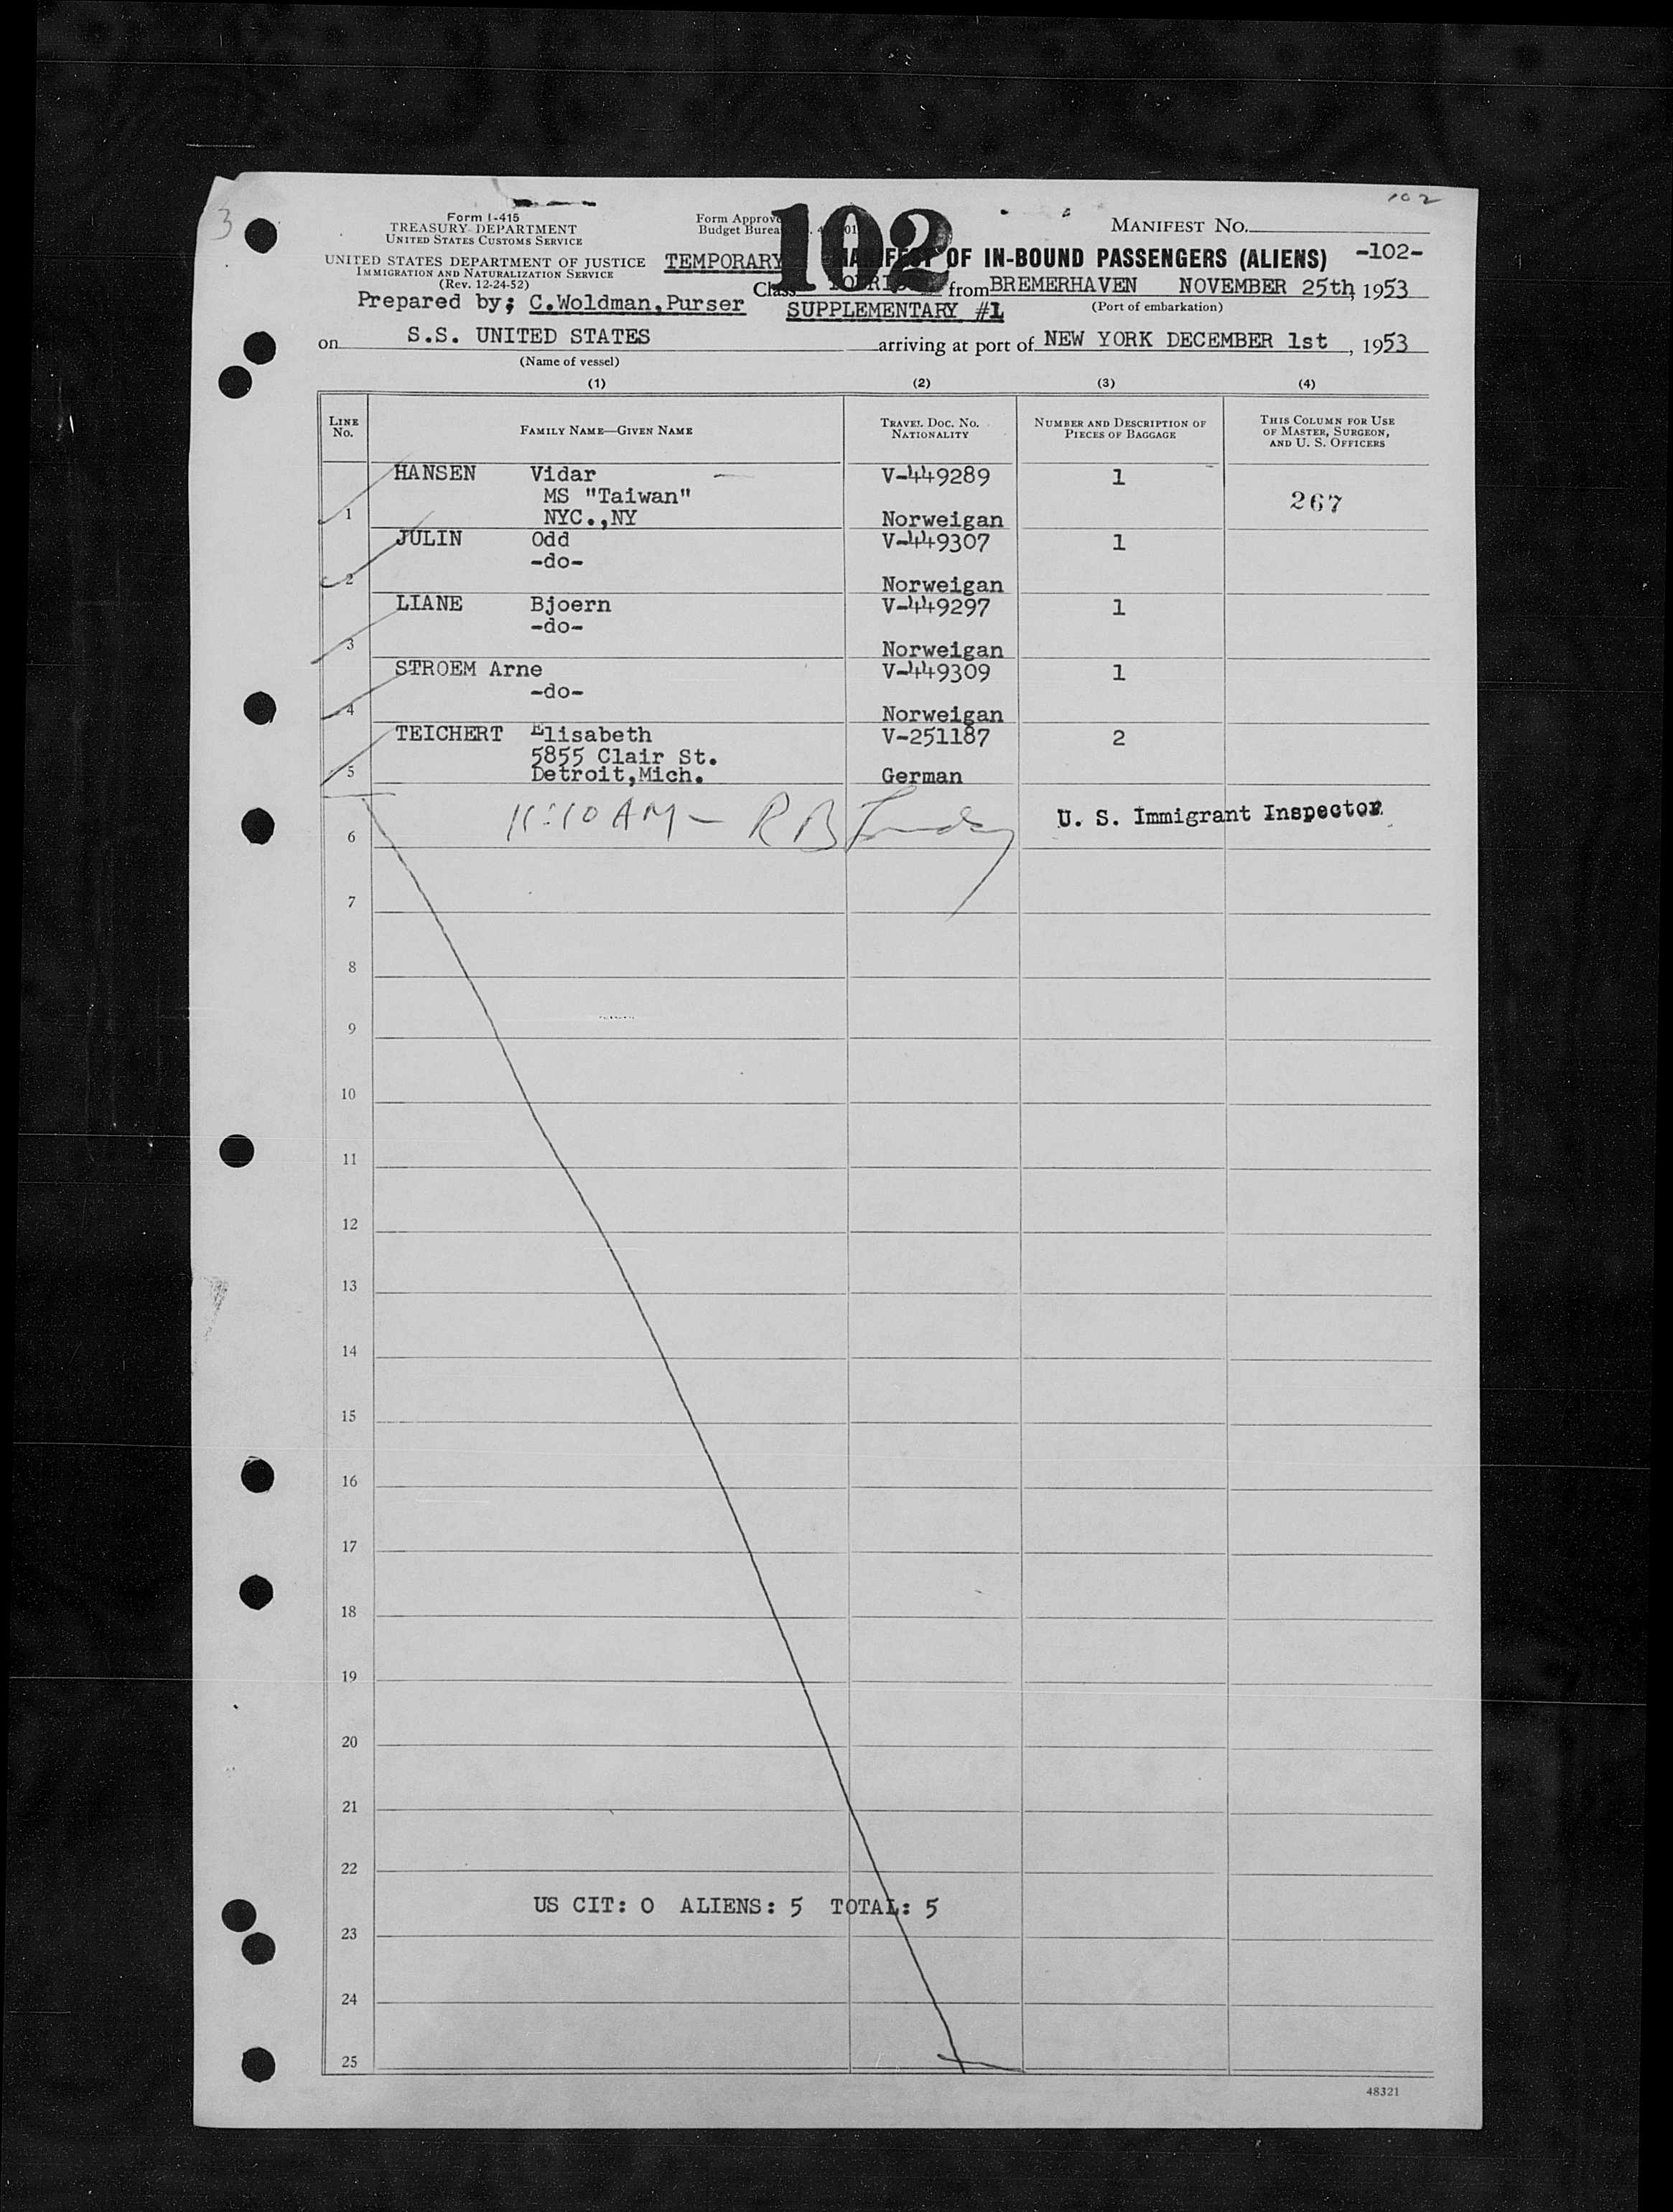 102
3
Form I-415
TREASURY DEPARTMENT
UNITED STATES CUSTOMS SERVICE
UNITED STATES DEPARTMENT OF JUSTICE
IMMIGRATION AND NATURALIZATION SERVICE
(Rev. 12-24-52)
Form Approve
Budget Burea
102
MANIFEST No.
TEMPORARY MANIFEST OF IN-BOUND PASSENGERS (ALIENS) -102-
Class TOURIST from BREMERHAVEN NOVEMBER 25th, 1953
Prepared by; C.Woldman,Purser
SUPPLEMENTARY #1
(Port of embarkation)
on S.S. UNITED STATES arriving at port of NEW YORK DECEMBER 1st, 1953
(Name of vessel)
(1) (2) (3) (4)
LINE No. FAMILY NAME—GIVEN NAME TRAVEL DOC. NO. NATIONALITY NUMBER AND DESCRIPTION OF PIECES OF BAGGAGE THIS COLUMN FOR USE OF MASTER, SURGEON, AND U. S. OFFICERS
HANSEN Vidar V-449289 1
MS "Taiwan" 267
1 NYC.,NY Norweigan
JULIN Odd V-449307 1
-do-
2 Norweigan
LIANE Bjoern V-449297 1
-do-
3 Norweigan
STROEM Arne V-449309 1
-do-
4 Norweigan
TEICHERT Elisabeth V-251187 2
5855 Clair St.
5 Detroit,Mich. German
11:10 AM - R B U. S. Immigrant Inspector
6
7
8
9
10
11
12
13
14
15
16
17
18
19
20
21
22
US CIT: 0 ALIENS: 5 TOTAL: 5
23
24
25
48321